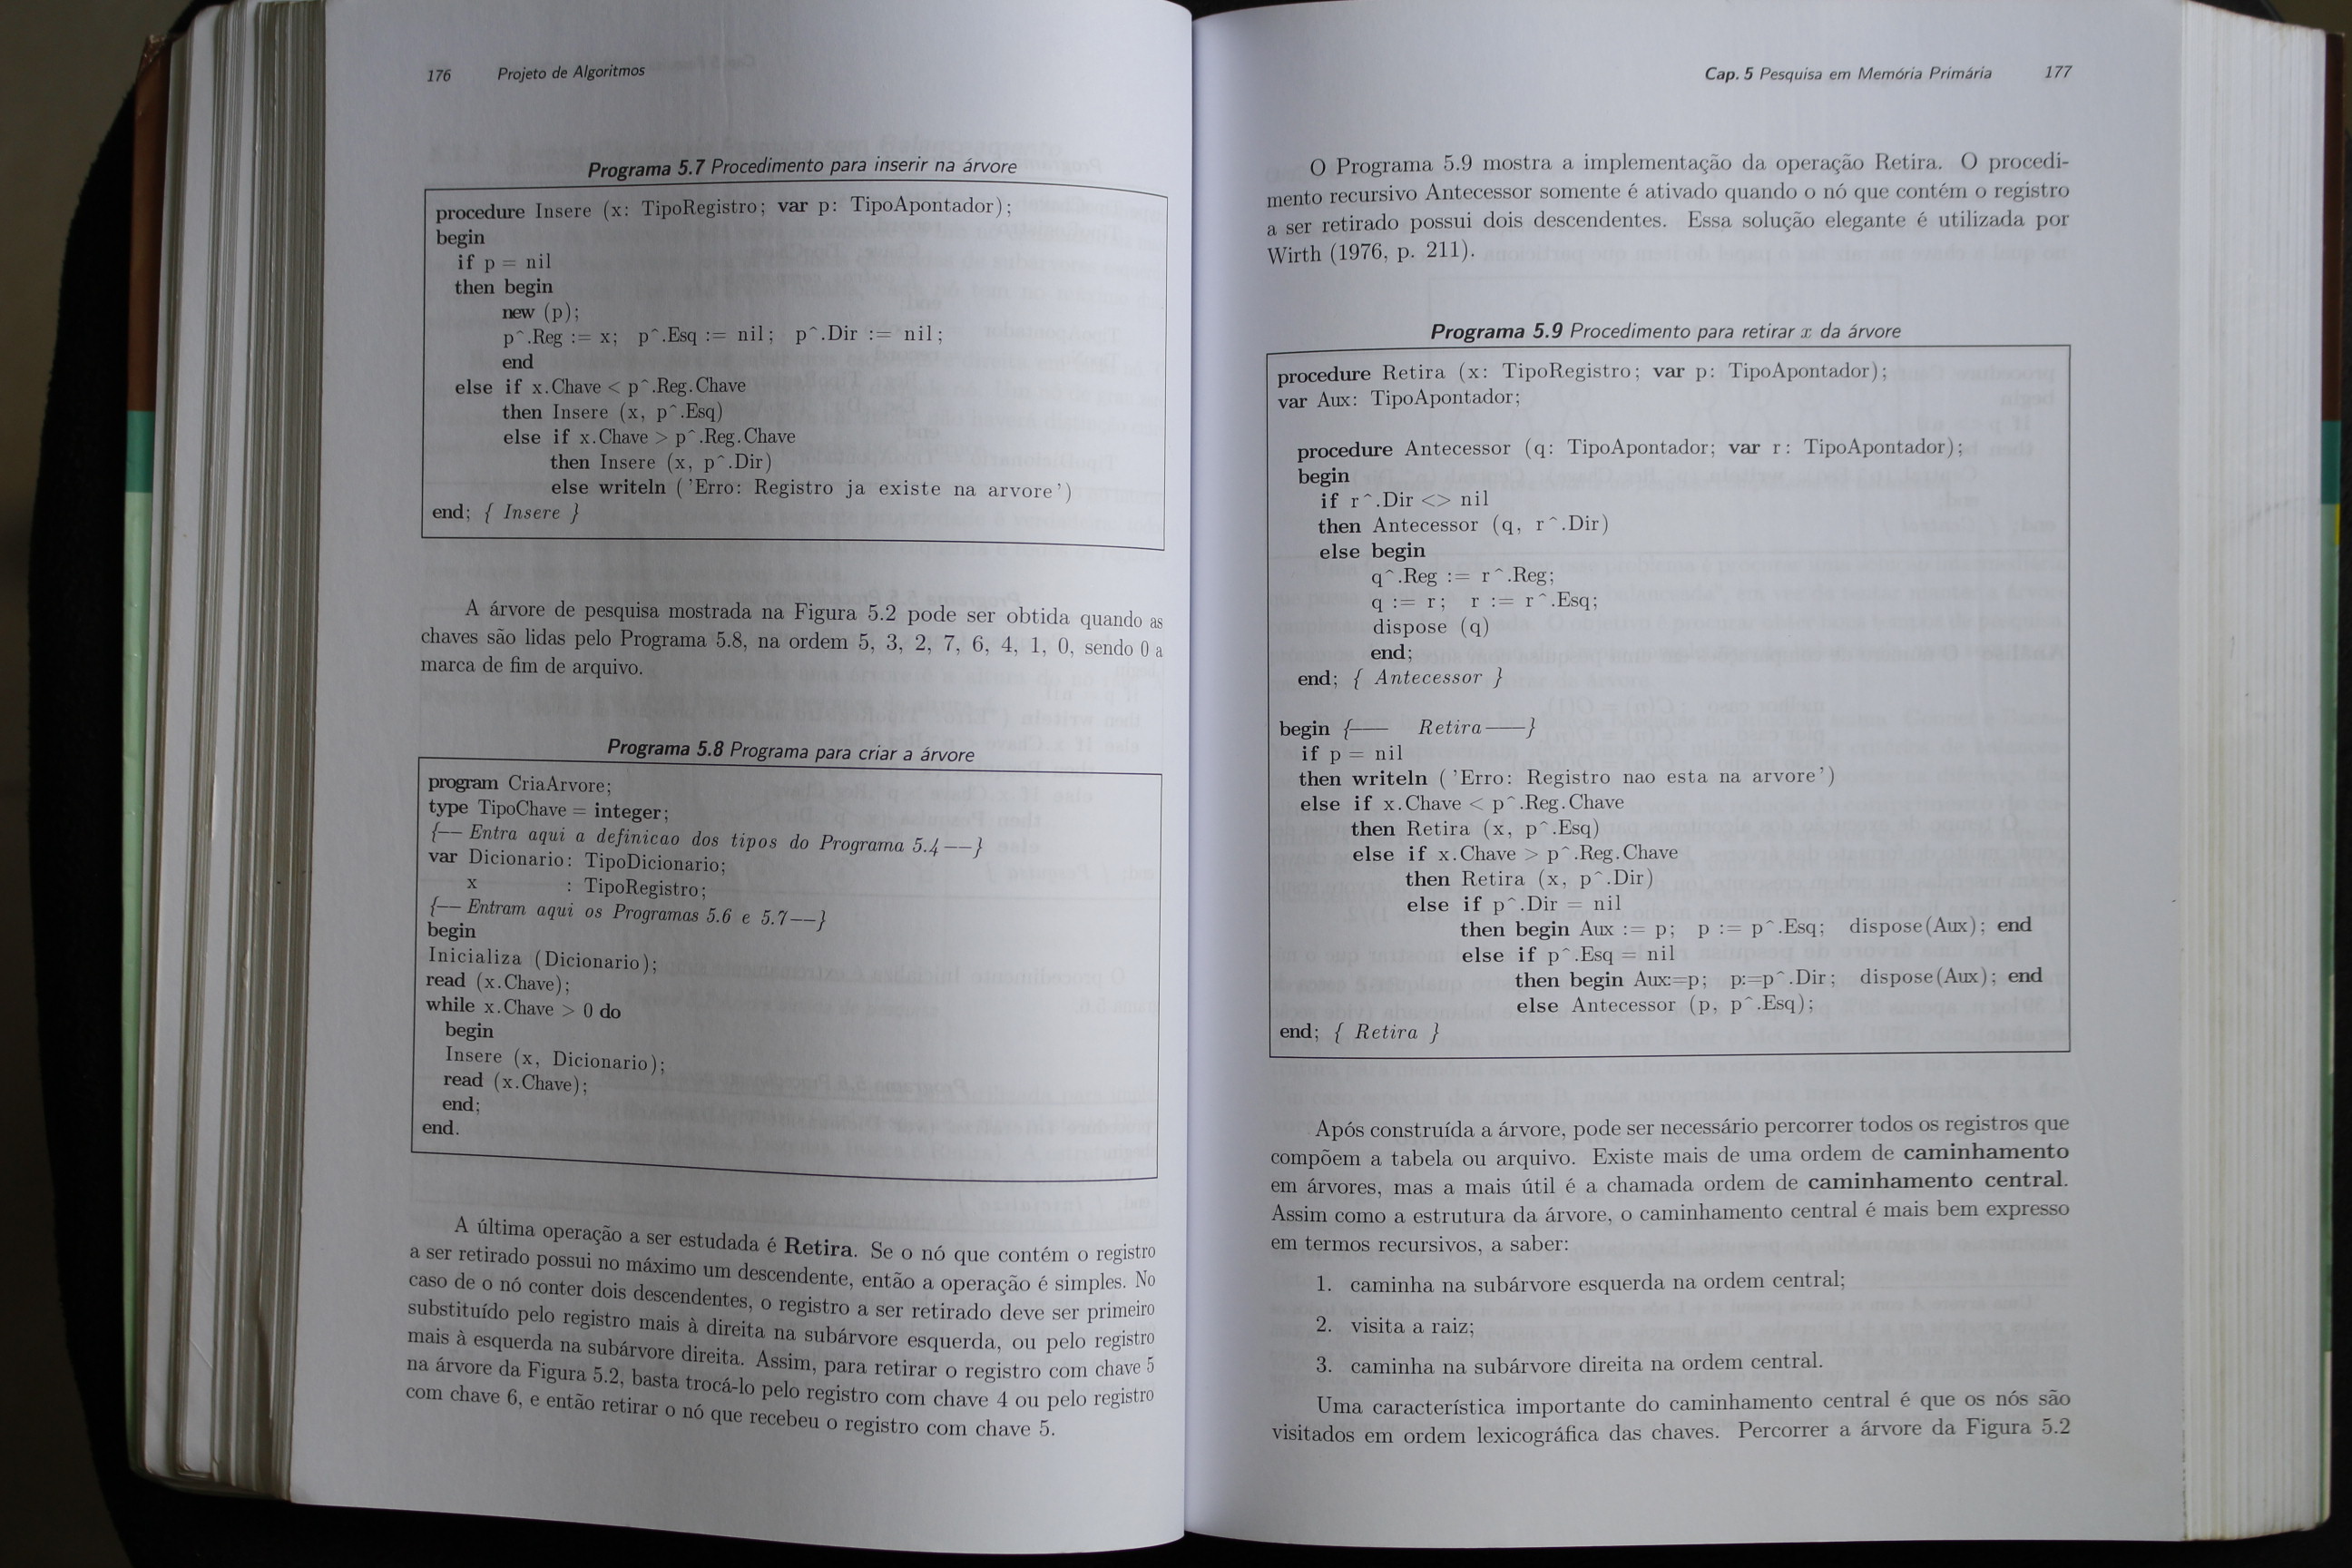 176 Projeto de Algoritmos
Programa 5.7 Procedimento para inserir na árvore
procedure Insere (x: TipoRegistro; var p: TipoApontador);
begin
if p = nil
then begin
new (p);
p^.Reg := x; p^.Esq := nil; p^.Dir := nil;
end
else if x.Chave < p^.Reg.Chave
then Insere (x, p^.Esq)
else if x.Chave > p^.Reg.Chave
then Insere (x, p^.Dir)
else writeln ('Erro: Registro ja existe na arvore')
end; { Insere }
A árvore de pesquisa mostrada na Figura 5.2 pode ser obtida quando as
chaves são lidas pelo Programa 5.8, na ordem 5, 3, 2, 7, 6, 4, 1, 0, sendo 0 a
marca de fim de arquivo.
Programa 5.8 Programa para criar a árvore
program CriaArvore;
type TipoChave = integer;
{-- Entra aqui a definicao dos tipos do Programa 5.4 --}
var Dicionario: TipoDicionario;
x : TipoRegistro;
{-- Entram aqui os Programas 5.6 e 5.7 --}
begin
Inicializa (Dicionario);
read (x.Chave);
while x.Chave > 0 do
begin
Insere (x, Dicionario);
read (x.Chave);
end;
end.
A última operação a ser estudada é Retira. Se o nó que contém o registro
a ser retirado possui no máximo um descendente, então a operação é simples. No
caso de o nó conter dois descendentes, o registro a ser retirado deve ser primeiro
substituído pelo registro mais à direita na subárvore esquerda, ou pelo registro
mais à esquerda na subárvore direita. Assim, para retirar o registro com chave 5
na árvore da Figura 5.2, basta trocá-lo pelo registro com chave 4 ou pelo registro
com chave 6, e então retirar o nó que recebeu o registro com chave 5.
Cap. 5 Pesquisa em Memória Primária 177
O Programa 5.9 mostra a implementação da operação Retira. O procedi-
mento recursivo Antecessor somente é ativado quando o nó que contém o registro
a ser retirado possui dois descendentes. Essa solução elegante é utilizada por
Wirth (1976, p. 211).
Programa 5.9 Procedimento para retirar x da árvore
procedure Retira (x: TipoRegistro; var p: TipoApontador);
var Aux: TipoApontador;
procedure Antecessor (q: TipoApontador; var r: TipoApontador);
begin
if r^.Dir <> nil
then Antecessor (q, r^.Dir)
else begin
q^.Reg := r^.Reg;
q := r; r := r^.Esq;
dispose (q)
end;
end; { Antecessor }
begin {-- Retira --}
if p = nil
then writeln ('Erro: Registro nao esta na arvore')
else if x.Chave < p^.Reg.Chave
then Retira (x, p^.Esq)
else if x.Chave > p^.Reg.Chave
then Retira (x, p^.Dir)
else if p^.Dir = nil
then begin Aux := p; p := p^.Esq; dispose(Aux); end
else if p^.Esq = nil
then begin Aux:=p; p:=p^.Dir; dispose(Aux); end
else Antecessor (p, p^.Esq);
end; { Retira }
Após construída a árvore, pode ser necessário percorrer todos os registros que
compõem a tabela ou arquivo. Existe mais de uma ordem de caminhamento
em árvores, mas a mais útil é a chamada ordem de caminhamento central.
Assim como a estrutura da árvore, o caminhamento central é mais bem expresso
em termos recursivos, a saber:
1. caminha na subárvore esquerda na ordem central;
2. visita a raiz;
3. caminha na subárvore direita na ordem central.
Uma característica importante do caminhamento central é que os nós são
visitados em ordem lexicográfica das chaves. Percorrer a árvore da Figura 5.2